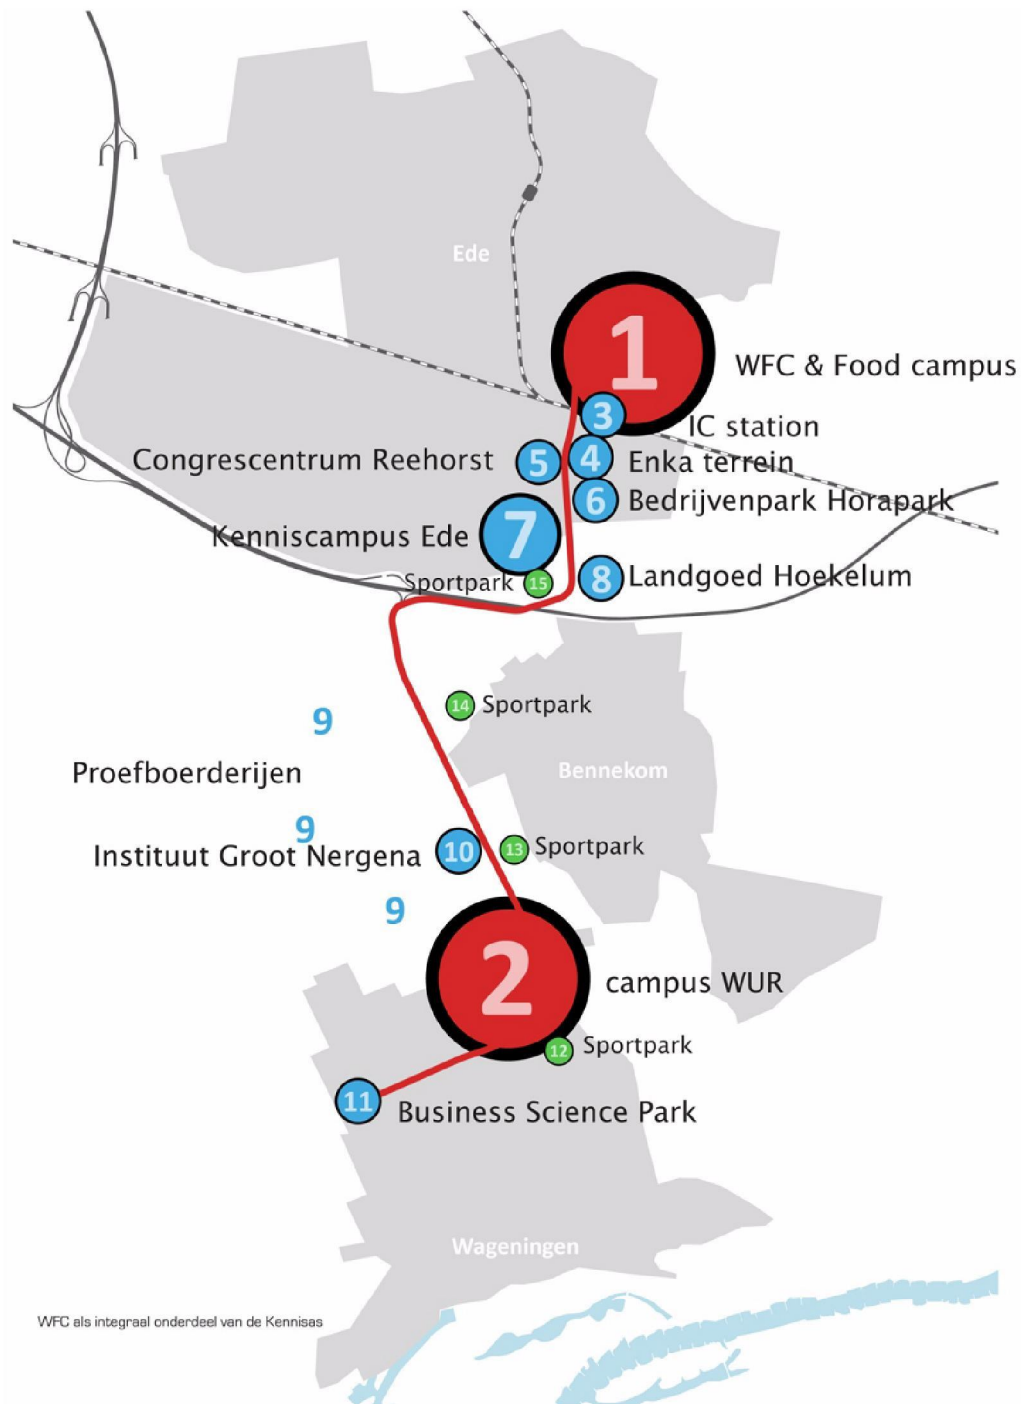 Ede
1
WFC & Food campus
3
IC station
Congrescentrum Reehorst
5
4
Enka terrein
6
Bedrijvenpark Horapark
Kenniscampus Ede
7
Sportpark
15
8
Landgoed Hoekelum
14
Sportpark
9
Bennekom
Proefboerderijen
9
Instituut Groot Nergena
10
13
Sportpark
9
2
campus WUR
12
Sportpark
11
Business Science Park
Wageningen
WFC als integraal onderdeel van de Kennisas